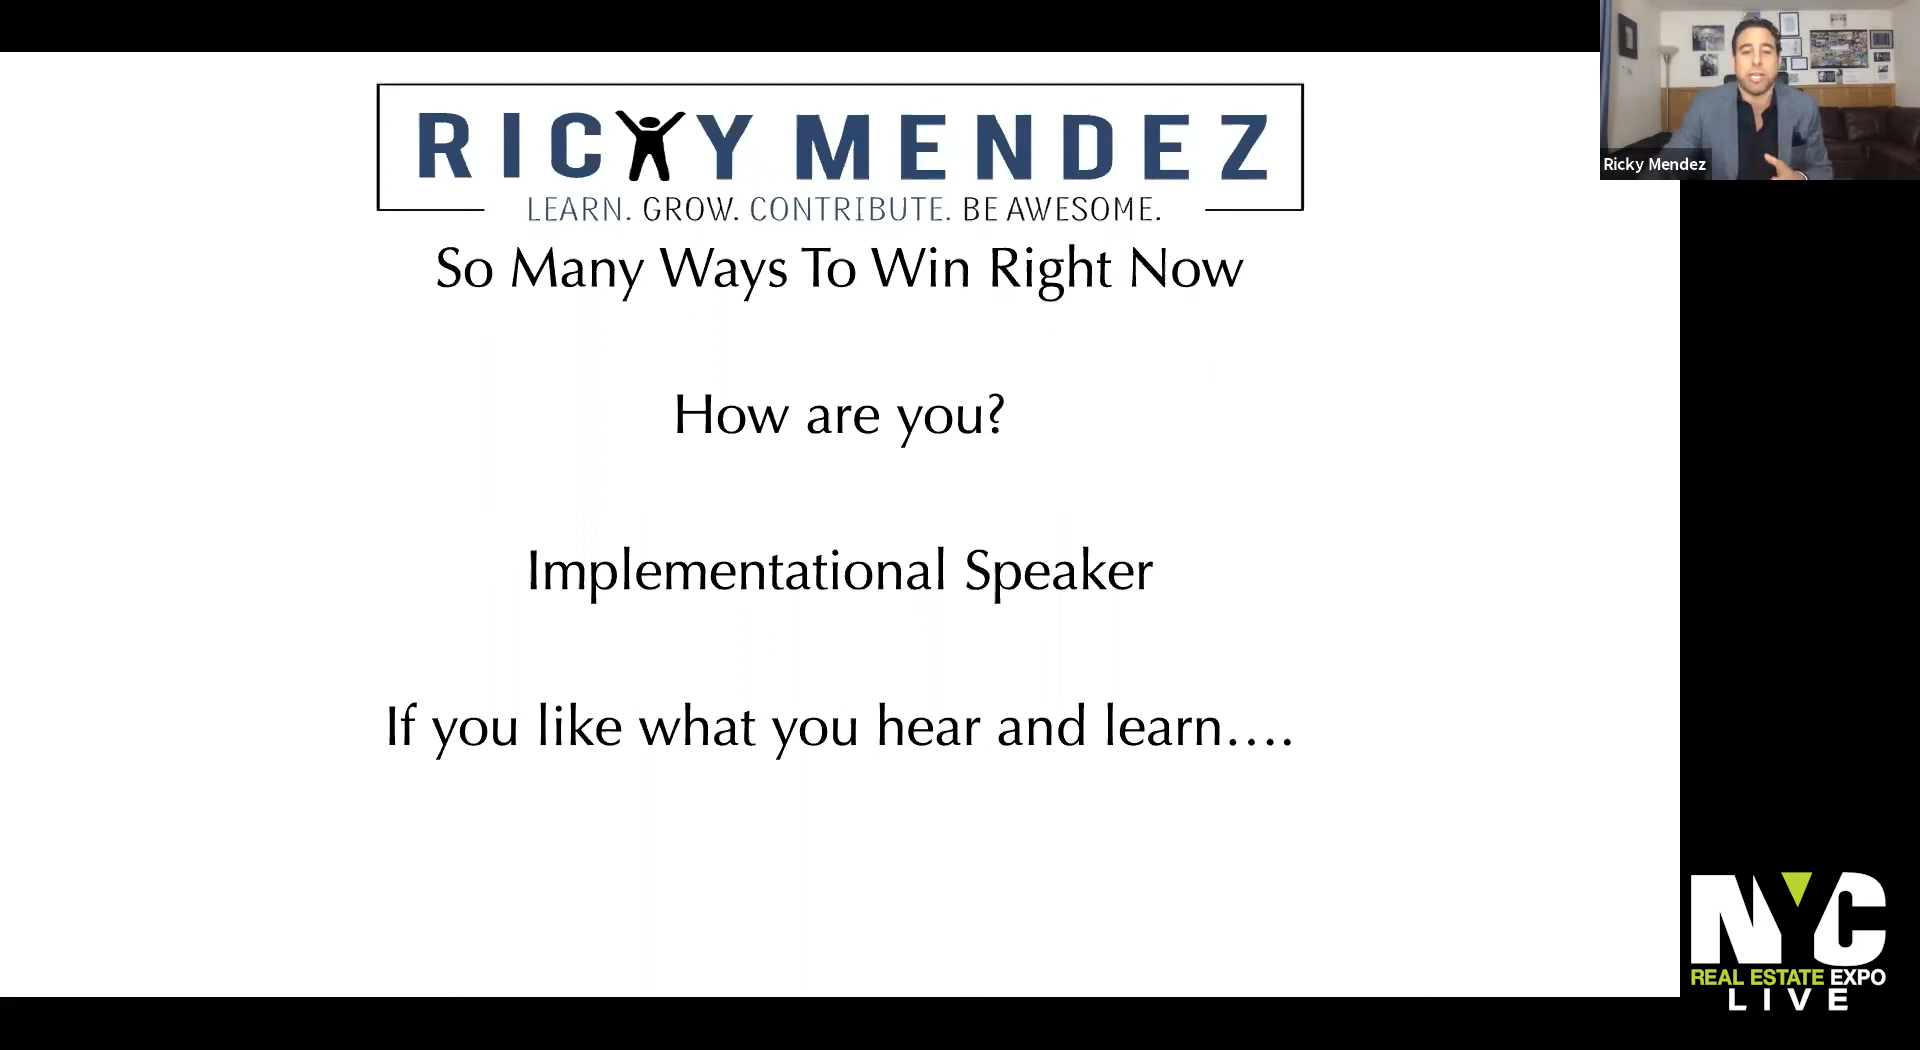 RICKY MENDEZ
LEARN. GROW. CONTRIBUTE. BE AWESOME.
So Many Ways To Win Right Now
How are you?
Implementational Speaker
If you like what you hear and learn….
Ricky Mendez
NYC
REAL ESTATE EXPO
LIVE